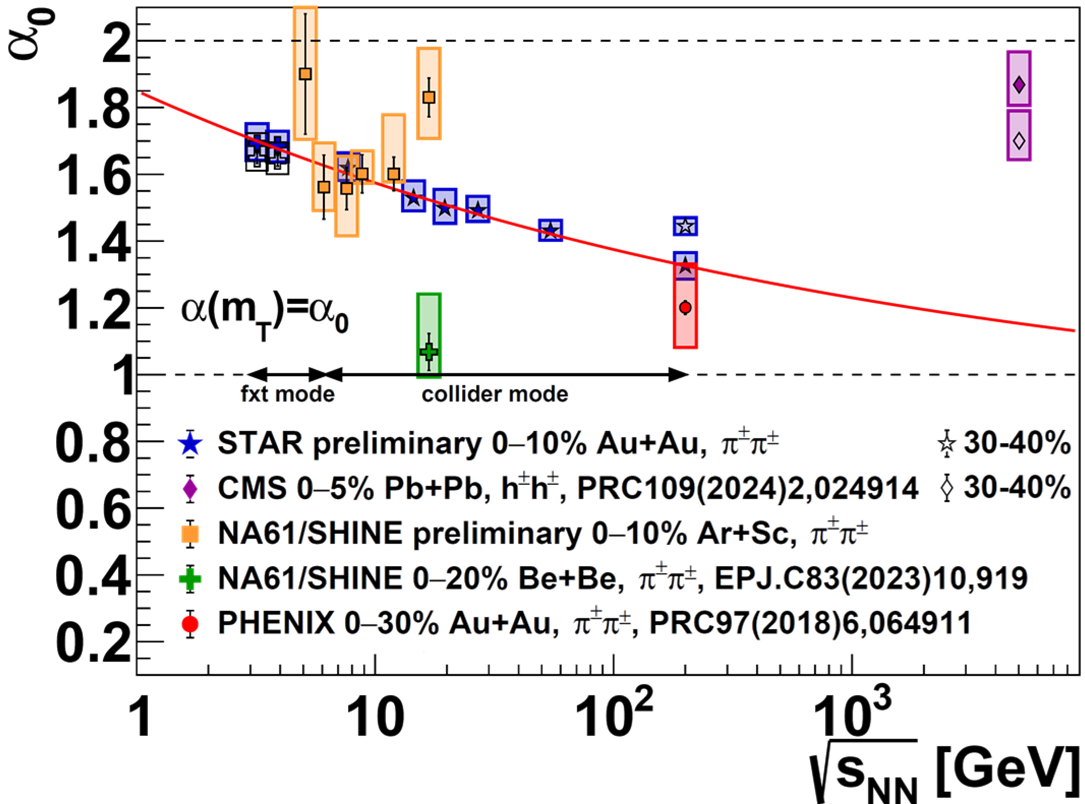 α₀
2
1.8
1.6
1.4
1.2
1
0.8
0.6
0.4
0.2
α(m_T)=α₀
fxt mode
collider mode
STAR preliminary 0–10% Au+Au, π±π± 30-40%
CMS 0–5% Pb+Pb, h±h±, PRC109(2024)2,024914 30-40%
NA61/SHINE preliminary 0–10% Ar+Sc, π±π±
NA61/SHINE 0–20% Be+Be, π±π±, EPJ.C83(2023)10,919
PHENIX 0–30% Au+Au, π±π±, PRC97(2018)6,064911
1 10 10² 10³
√s_NN [GeV]